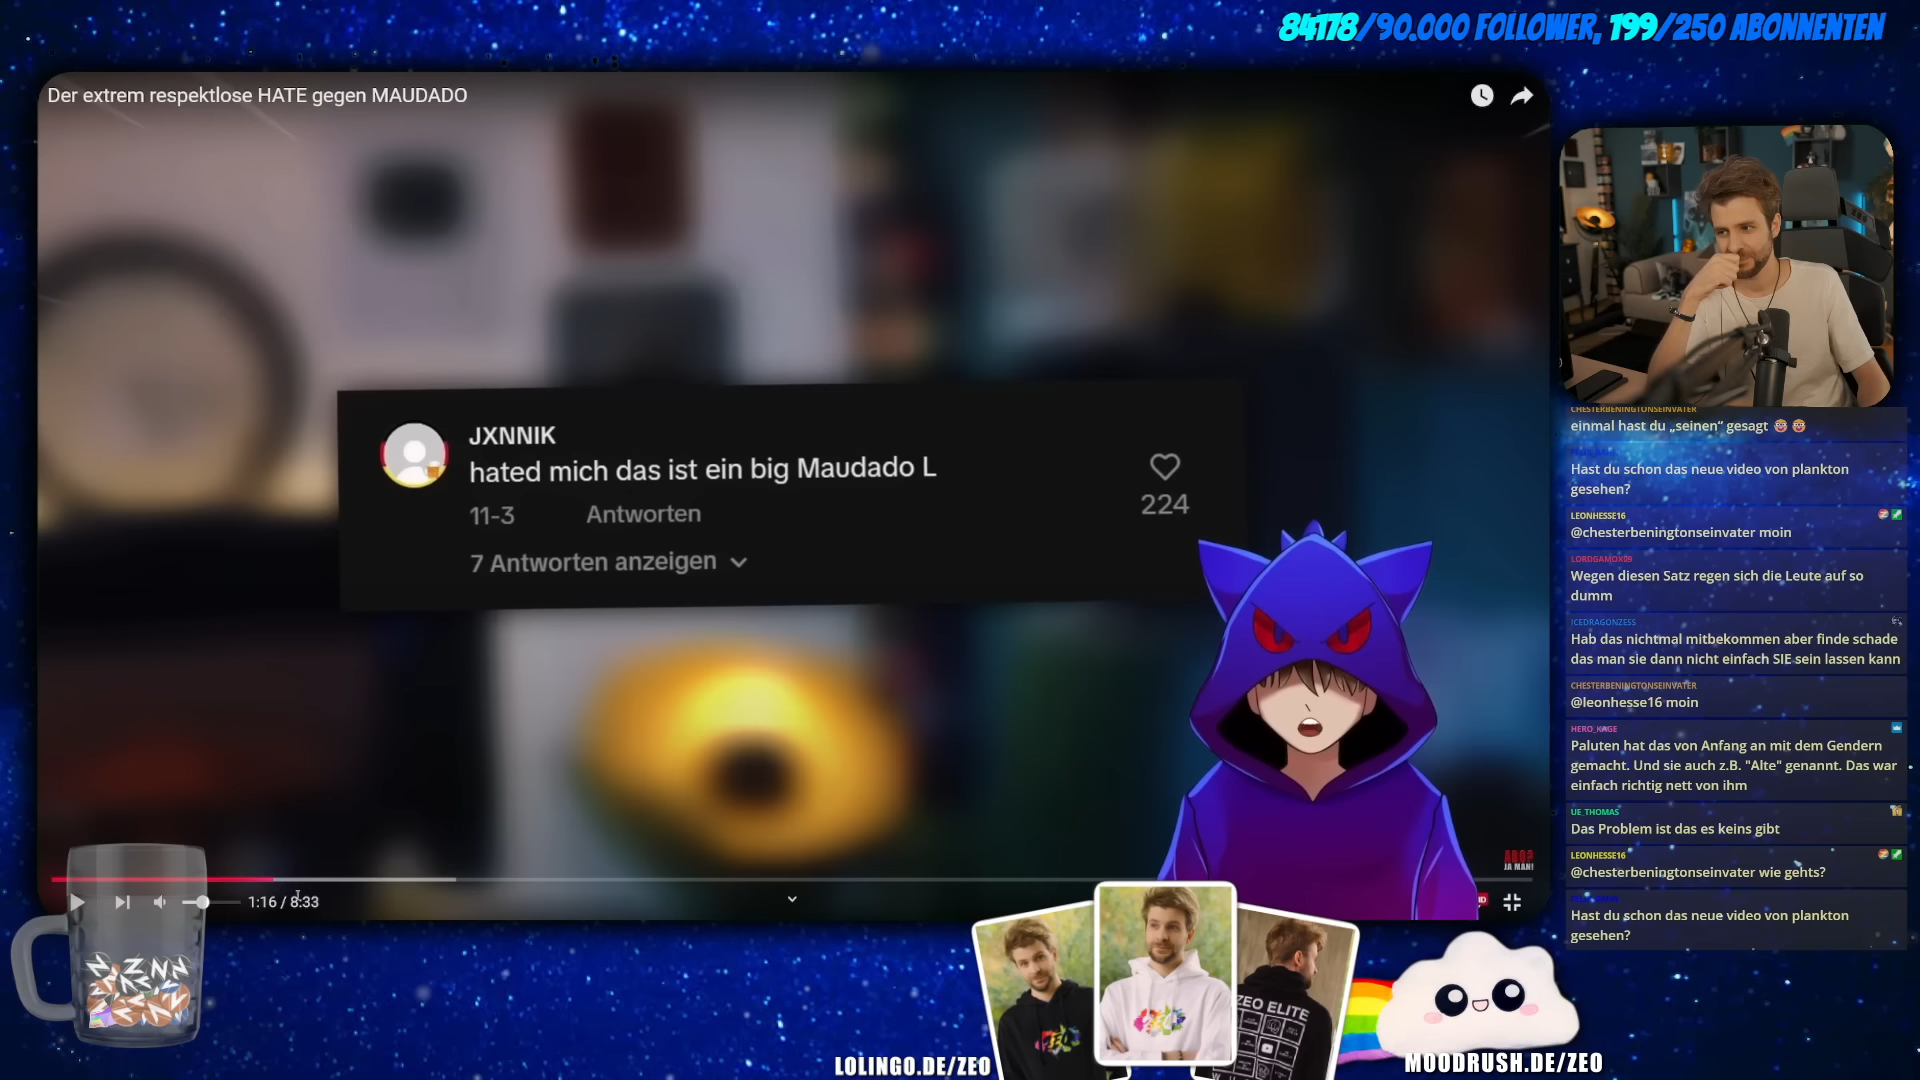 84178/90.000 FOLLOWER, 199/250 ABONNENTEN
Der extrem respektlose HATE gegen MAUDADO
JXNNIK
hated mich das ist ein big Maudado L
224
11-3 Antworten
7 Antworten anzeigen
ABO?
JA MAN!
1:16 / 8:33
CHESTERBENINGTONSEINVATER
einmal hast du „seinen“ gesagt
Hast du schon das neue video von plankton
gesehen?
LEONHESSE16
@chesterbeningtonseinvater moin
LORDGAMOX09
Wegen diesen Satz regen sich die Leute auf so
dumm
ICEDRAGONZESS
Hab das nichtmal mitbekommen aber finde schade
das man sie dann nicht einfach SIE sein lassen kann
CHESTERBENINGTONSEINVATER
@leonhesse16 moin
HERO_KAGE
Paluten hat das von Anfang an mit dem Gendern
gemacht. Und sie auch z.B. "Alte" genannt. Das war
einfach richtig nett von ihm
UE_THOMAS
Das Problem ist das es keins gibt
LEONHESSE16
@chesterbeningtonseinvater wie gehts?
Hast du schon das neue video von plankton
gesehen?
ZEO ELITE
LOLINGO.DE/ZEO
MOODRUSH.DE/ZEO